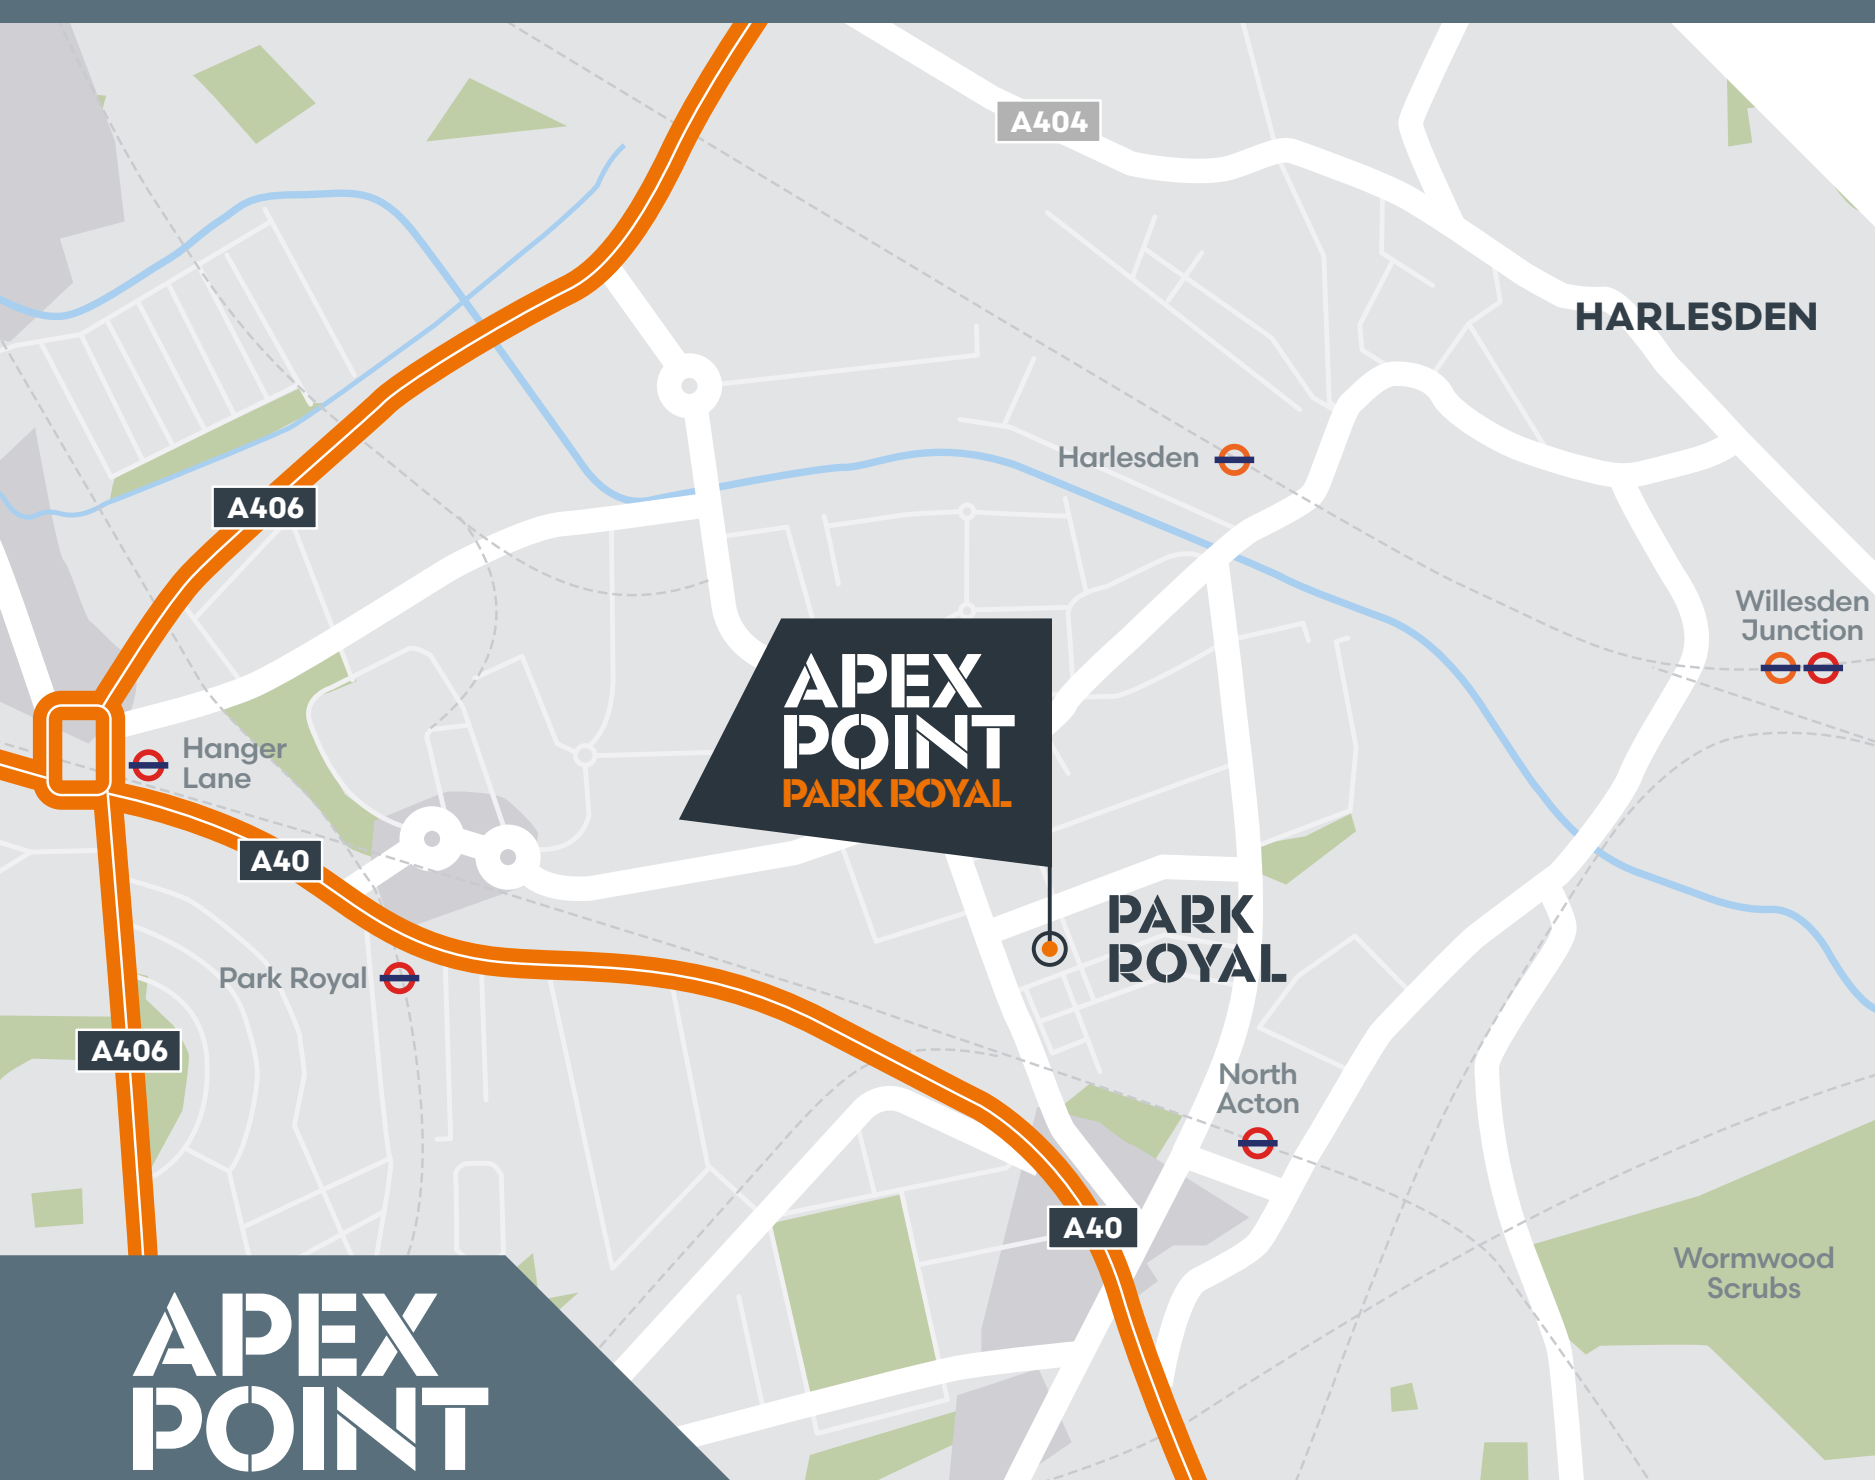 A404
HARLESDEN
Harlesden
A406
Willesden
Junction
APEX
POINT
PARK ROYAL
Hanger
Lane
A40
PARK
ROYAL
Park Royal
A406
North
Acton
A40
Wormwood
Scrubs
APEX
POINT